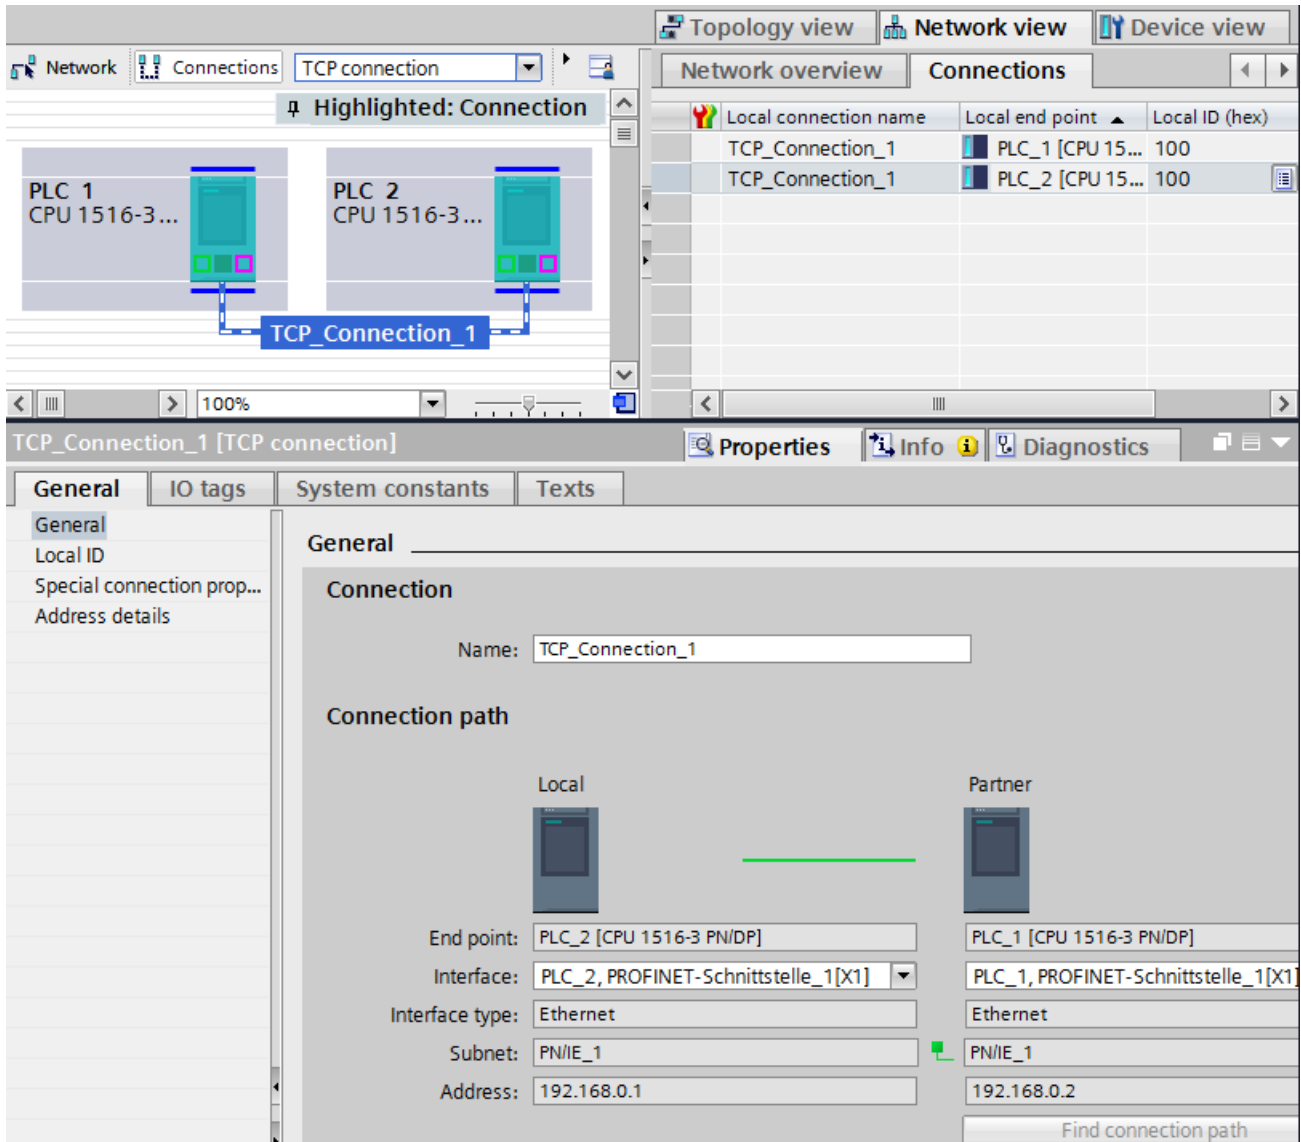 Topology view
Network view
Device view
Network
Connections
TCP connection
Network overview
Connections
Highlighted: Connection
Local connection name
Local end point
Local ID (hex)
TCP_Connection_1
PLC_1 [CPU 15...
100
TCP_Connection_1
PLC_2 [CPU 15...
100
PLC_1
CPU 1516-3...
PLC_2
CPU 1516-3...
TCP_Connection_1
100%
TCP_Connection_1 [TCP connection]
Properties
Info
Diagnostics
General
IO tags
System constants
Texts
General
Local ID
Special connection prop...
Address details
General
Connection
Name:
TCP_Connection_1
Connection path
Local
Partner
End point:
PLC_2 [CPU 1516-3 PN/DP]
PLC_1 [CPU 1516-3 PN/DP]
Interface:
PLC_2, PROFINET-Schnittstelle_1[X1]
PLC_1, PROFINET-Schnittstelle_1[X1]
Interface type:
Ethernet
Ethernet
Subnet:
PN/IE_1
PN/IE_1
Address:
192.168.0.1
192.168.0.2
Find connection path